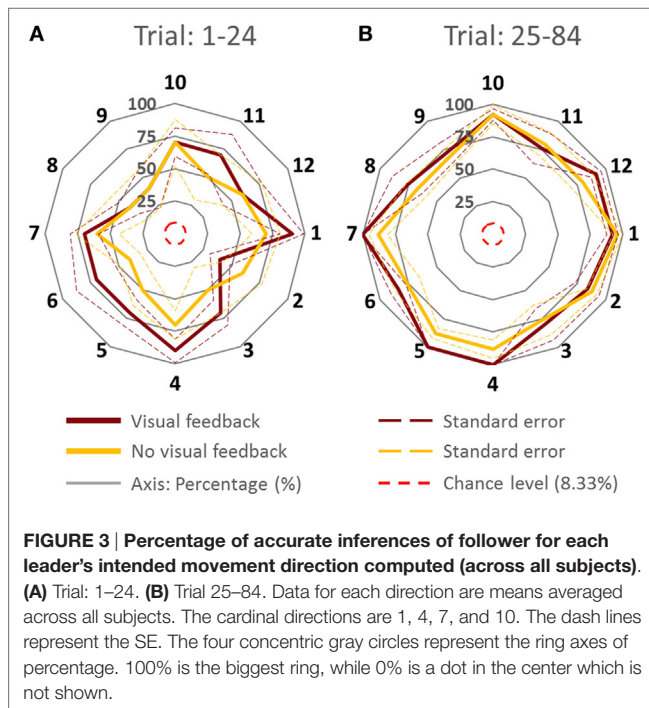 A Trial: 1-24
B Trial: 25-84
10
9 11
8 12
7 1
6 2
5 3
4
100
75
50
25
10
9 11
8 12
7 1
6 2
5 3
4
100
75
50
25
Visual feedback
No visual feedback
Axis: Percentage (%)
Standard error
Standard error
Chance level (8.33%)
FIGURE 3 | Percentage of accurate inferences of follower for each
leader's intended movement direction computed (across all subjects).
(A) Trial: 1–24. (B) Trial 25–84. Data for each direction are means averaged
across all subjects. The cardinal directions are 1, 4, 7, and 10. The dash lines
represent the SE. The four concentric gray circles represent the ring axes of
percentage. 100% is the biggest ring, while 0% is a dot in the center which is
not shown.